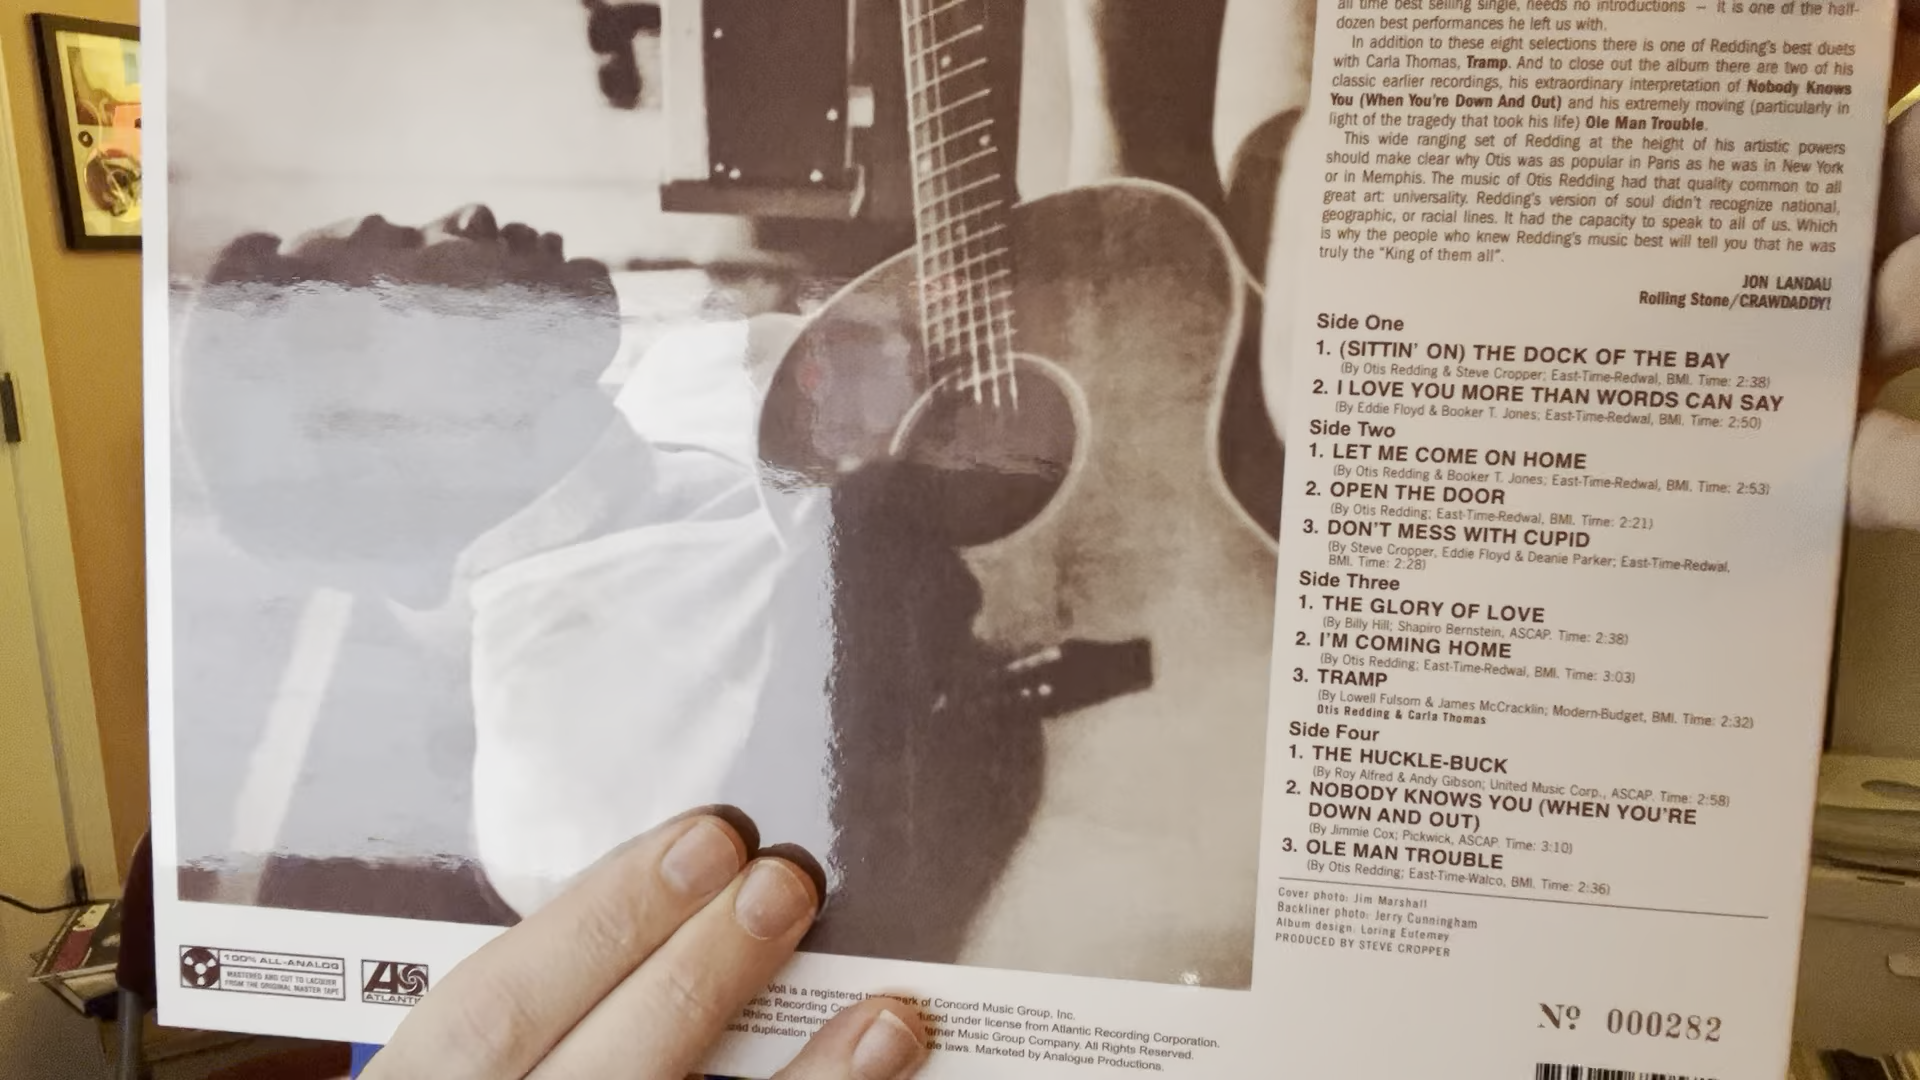 all time best selling single, needs no introductions — it is one of the half-
dozen best performances he left us with.
In addition to these eight selections there is one of Redding's best duets
with Carla Thomas, Tramp. And to close out the album there are two of his
classic earlier recordings, his extraordinary interpretation of Nobody Knows
You (When You're Down And Out) and his extremely moving (particularly in
light of the tragedy that took his life) Ole Man Trouble.
This wide ranging set of Redding at the height of his artistic powers
should make clear why Otis was as popular in Paris as he was in New York
or in Memphis. The music of Otis Redding had that quality common to all
great art: universality. Redding's version of soul didn't recognize national,
geographic, or racial lines. It had the capacity to speak to all of us. Which
is why the people who knew Redding's music best will tell you that he was
truly the "King of them all".
JON LANDAU
Rolling Stone/CRAWDADDY!
Side One
1. (SITTIN' ON) THE DOCK OF THE BAY
(By Otis Redding & Steve Cropper; East-Time-Redwal, BMI. Time: 2:38)
2. I LOVE YOU MORE THAN WORDS CAN SAY
(By Eddie Floyd & Booker T. Jones; East-Time-Redwal, BMI. Time: 2:50)
Side Two
1. LET ME COME ON HOME
(By Otis Redding & Booker T. Jones; East-Time-Redwal, BMI. Time: 2:53)
2. OPEN THE DOOR
(By Otis Redding; East-Time-Redwal, BMI. Time: 2:21)
3. DON'T MESS WITH CUPID
(By Steve Cropper, Eddie Floyd & Deanie Parker; East-Time-Redwal,
BMI. Time: 2:28)
Side Three
1. THE GLORY OF LOVE
(By Billy Hill; Shapiro Bernstein, ASCAP. Time: 2:38)
2. I'M COMING HOME
(By Otis Redding; East-Time-Redwal, BMI. Time: 3:03)
3. TRAMP
(By Lowell Fulsom & James McCracklin; Modern-Budget, BMI. Time: 2:32)
Otis Redding & Carla Thomas
Side Four
1. THE HUCKLE-BUCK
(By Roy Alfred & Andy Gibson; United Music Corp., ASCAP. Time: 2:58)
2. NOBODY KNOWS YOU (WHEN YOU'RE
DOWN AND OUT)
(By Jimmie Cox; Pickwick, ASCAP. Time: 3:10)
3. OLE MAN TROUBLE
(By Otis Redding; East-Time-Walco, BMI. Time: 2:36)
Cover photo: Jim Marshall
Backliner photo: Jerry Cunningham
Album design: Loring Eutemey
PRODUCED BY STEVE CROPPER
100% ALL-ANALOG
MASTERED AND CUT TO LACQUER
FROM THE ORIGINAL MASTER TAPE
ATLANTIC
Volt is a registered trademark of Concord Music Group, Inc.
Recording under license from Atlantic Recording Corporation.
Rhino Music Group Company. All Rights Reserved.
duplication laws. Marketed by Analogue Productions.
Nº 000282